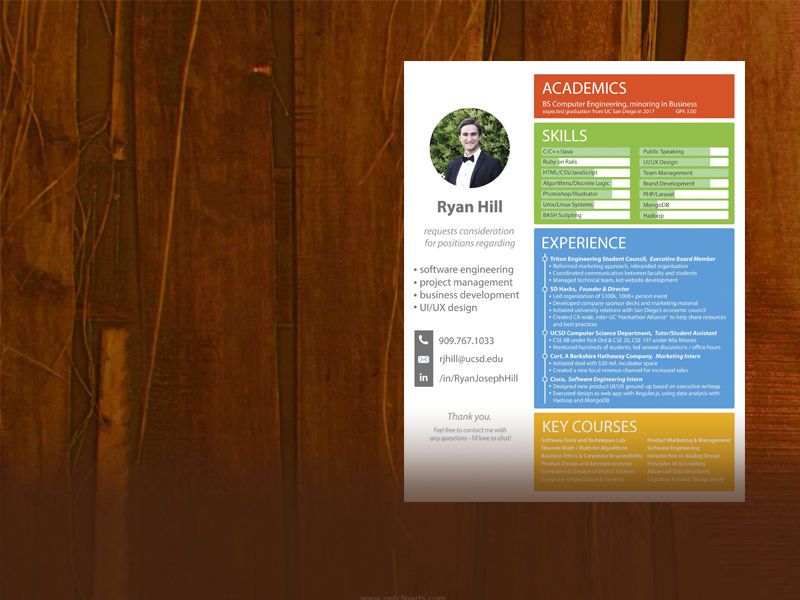 Ryan Hill
requests consideration
for positions regarding
• software engineering
• project management
• business development
• UI/UX design
909.767.1033
rjhill@ucsd.edu
in /in/RyanJosephHill
Thank you.
Feel free to contact me with
any questions - I'd love to chat!
ACADEMICS
BS Computer Engineering, minoring in Business
expected graduation from UC San Diego in 2017 GPA 3.00
SKILLS
C/C++/Java
Ruby on Rails
HTML/CSS/JavaScript
Algorithms/Discrete Logic
Photoshop/Illustrator
Unix/Linux Systems
BASH Scripting
Public Speaking
UI/UX Design
Team Management
Brand Development
PHP/Laravel
MongoDB
Hadoop
EXPERIENCE
Triton Engineering Student Council, Executive Board Member
• Reformed marketing approach, rebranded organization
• Coordinated communication between faculty and students
• Managed technical team, led website development
SD Hacks, Founder & Director
• Led organization of $300k, 1000+ person event
• Developed company sponsor decks and marketing material
• Initiated university relations with San Diego's economic council
• Created CA wide, inter-UC "Hackathon Alliance" to help share resources
and best practices
UCSD Computer Science Department, Tutor/Student Assistant
• CSE 8B under Rick Ord & CSE 20, CSE 197 under Mia Minnes
• Mentored hundreds of students, led several discussions / office hours
Cort, A Berkshire Hathaway Company, Marketing Intern
• Initiated deal with $20 mil. incubator space
• Created a new local revenue channel for increased sales
Cisco, Software Engineering Intern
• Designed new product UI/UX ground-up based on executive writeup
• Executed design as web app with Angular.js, using data analysis with
Hadoop and MongoDB
KEY COURSES
Software Tools and Techniques Lab
Discrete Math / Math for Algorithms
Business Ethics & Corporate Responsibility
Product Design and Entrepreneurship
Components/Design of Digital Systems
Computer Organization & Systems
Product Marketing & Management
Software Engineering
Introduction to Analog Design
Principles of Accounting
Advanced Data Structures
Cognitive Science Design Study